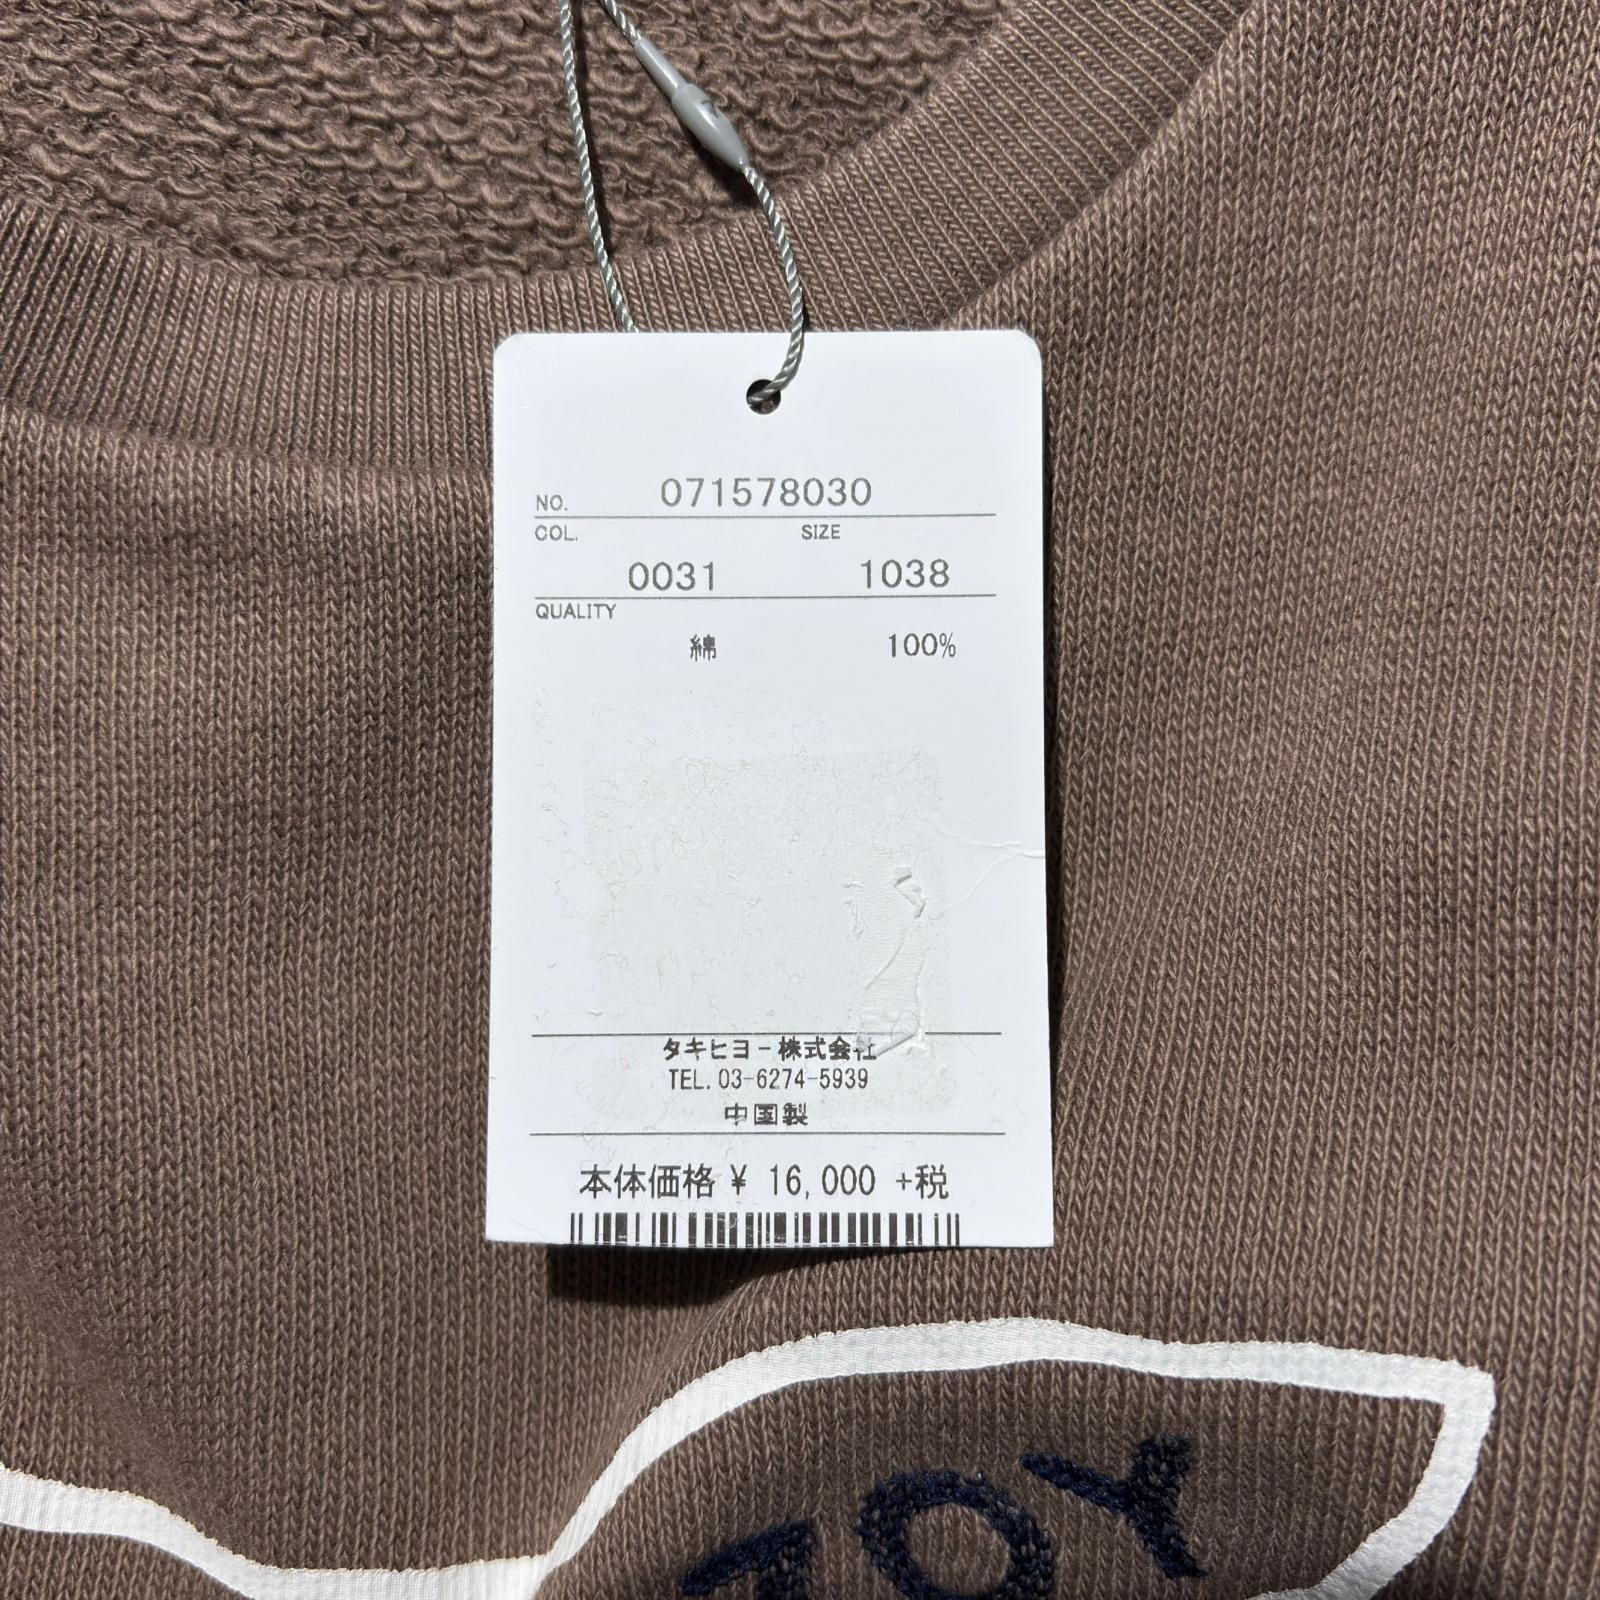 NO. 071578030
COL. SIZE
0031 1038
QUALITY
綿 100%
タキヒヨー株式会社
TEL. 03-6274-5939
中国製
本体価格 ¥ 16,000 +税